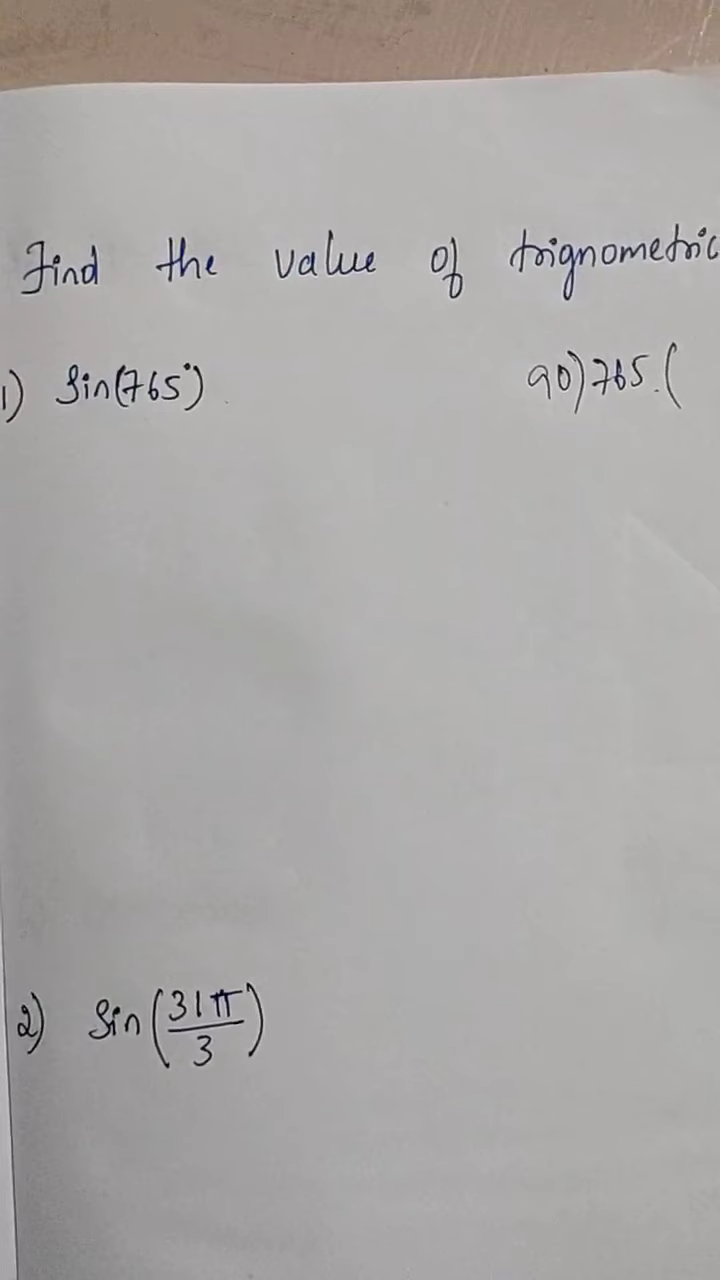 Find the value of trignometric
1) Sin(765°) 90)765.(
2) Sin(31π/3)